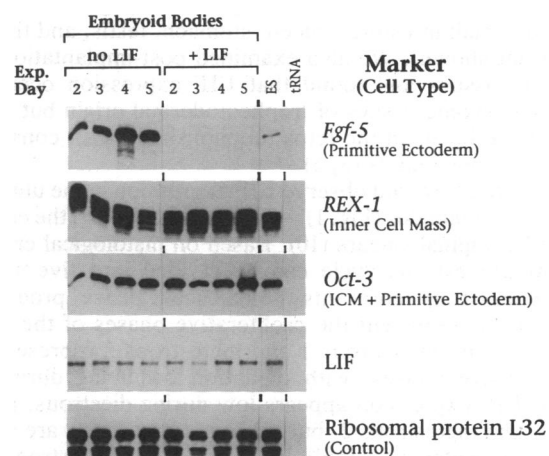 Embryoid Bodies
no LIF + LIF
Exp. Day 2 3 4 5 2 3 4 5 ES tRNA
Marker
(Cell Type)
Fgf-5
(Primitive Ectoderm)
REX-1
(Inner Cell Mass)
Oct-3
(ICM + Primitive Ectoderm)
LIF
Ribosomal protein L32
(Control)